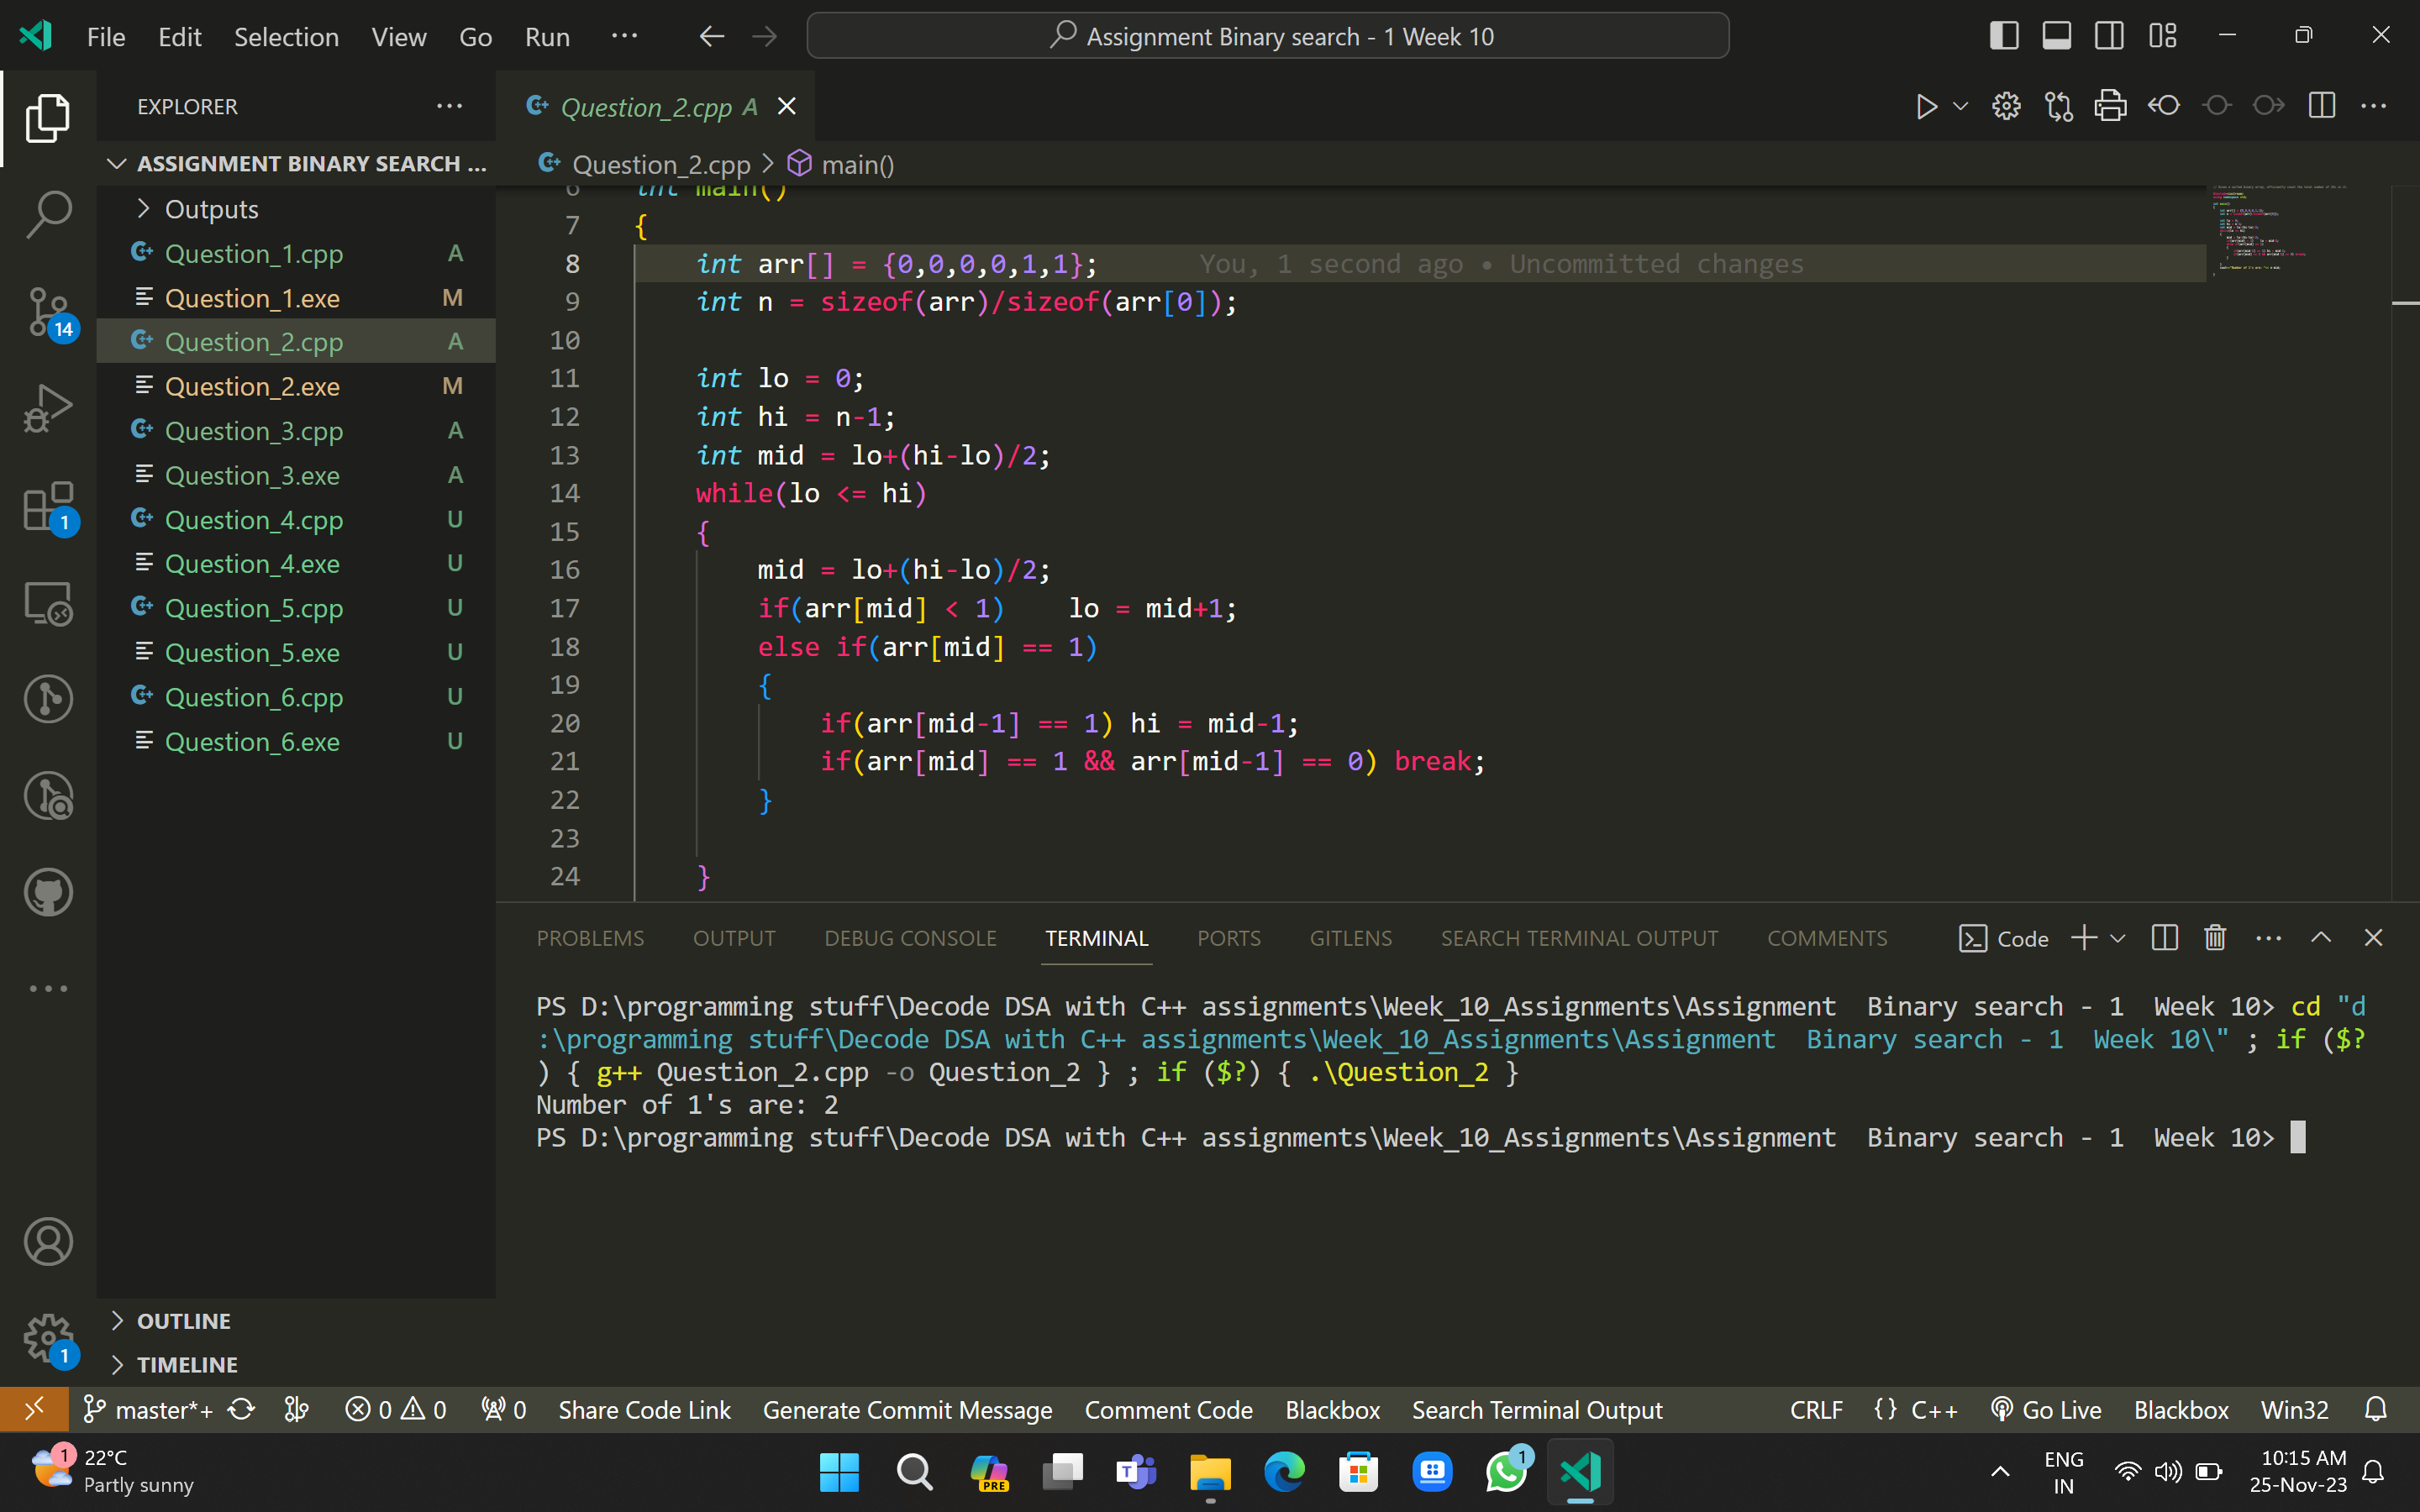 File Edit Selection View Go Run ··· Assignment Binary search - 1 Week 10
EXPLORER
ASSIGNMENT BINARY SEARCH ...
Outputs
Question_1.cpp A
Question_1.exe M
Question_2.cpp A
Question_2.exe M
Question_3.cpp A
Question_3.exe A
Question_4.cpp U
Question_4.exe U
Question_5.cpp U
Question_5.exe U
Question_6.cpp U
Question_6.exe U
OUTLINE
TIMELINE
14
1
1
Question_2.cpp A
Question_2.cpp > main()
6 int main()
7 {
8 int arr[] = {0,0,0,0,1,1}; You, 1 second ago • Uncommitted changes
9 int n = sizeof(arr)/sizeof(arr[0]);
10
11 int lo = 0;
12 int hi = n-1;
13 int mid = lo+(hi-lo)/2;
14 while(lo <= hi)
15 {
16 mid = lo+(hi-lo)/2;
17 if(arr[mid] < 1) lo = mid+1;
18 else if(arr[mid] == 1)
19 {
20 if(arr[mid-1] == 1) hi = mid-1;
21 if(arr[mid] == 1 && arr[mid-1] == 0) break;
22 }
23
24 }
PROBLEMS OUTPUT DEBUG CONSOLE TERMINAL PORTS GITLENS SEARCH TERMINAL OUTPUT COMMENTS Code
PS D:\programming stuff\Decode DSA with C++ assignments\Week_10_Assignments\Assignment  Binary search - 1  Week 10> cd "d
:\programming stuff\Decode DSA with C++ assignments\Week_10_Assignments\Assignment  Binary search - 1  Week 10\" ; if ($?
) { g++ Question_2.cpp -o Question_2 } ; if ($?) { .\Question_2 }
Number of 1's are: 2
PS D:\programming stuff\Decode DSA with C++ assignments\Week_10_Assignments\Assignment  Binary search - 1  Week 10>
master*+ 0 0 0 Share Code Link Generate Commit Message Comment Code Blackbox Search Terminal Output CRLF {} C++ Go Live Blackbox Win32
1 22°C
Partly sunny
PRE
T
1
ENG
IN
10:15 AM
25-Nov-23